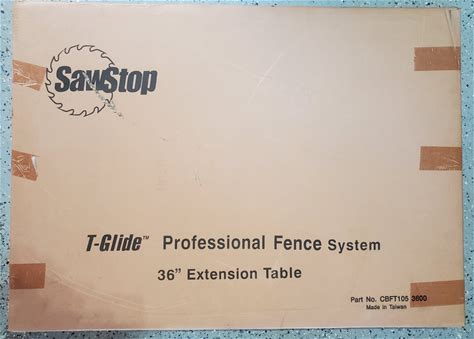 SawStop
T-Glide™ Professional Fence System
36” Extension Table
Part No. CBFT105 3600
Made in Taiwan